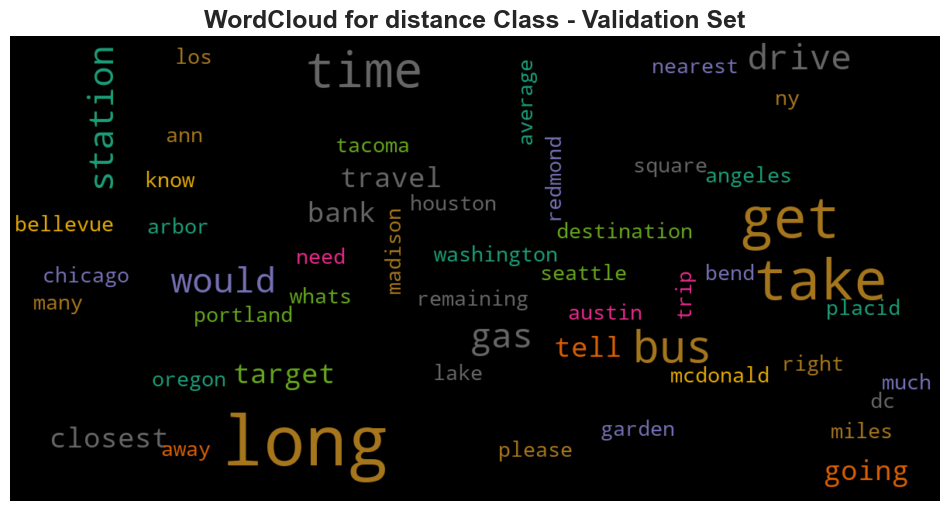 WordCloud for distance Class - Validation Set
los
time
average
nearest
drive
station
ny
ann
tacoma
redmond
square
know
travel
angeles
bank
houston
bellevue
arbor
madison
destination
get
need
washington
chicago
would
seattle
bend
take
many
whats
remaining
trip
portland
austin
placid
gas
tell
bus
oregon
target
lake
mcdonald
right
much
dc
closest
away
long
please
garden
miles
going